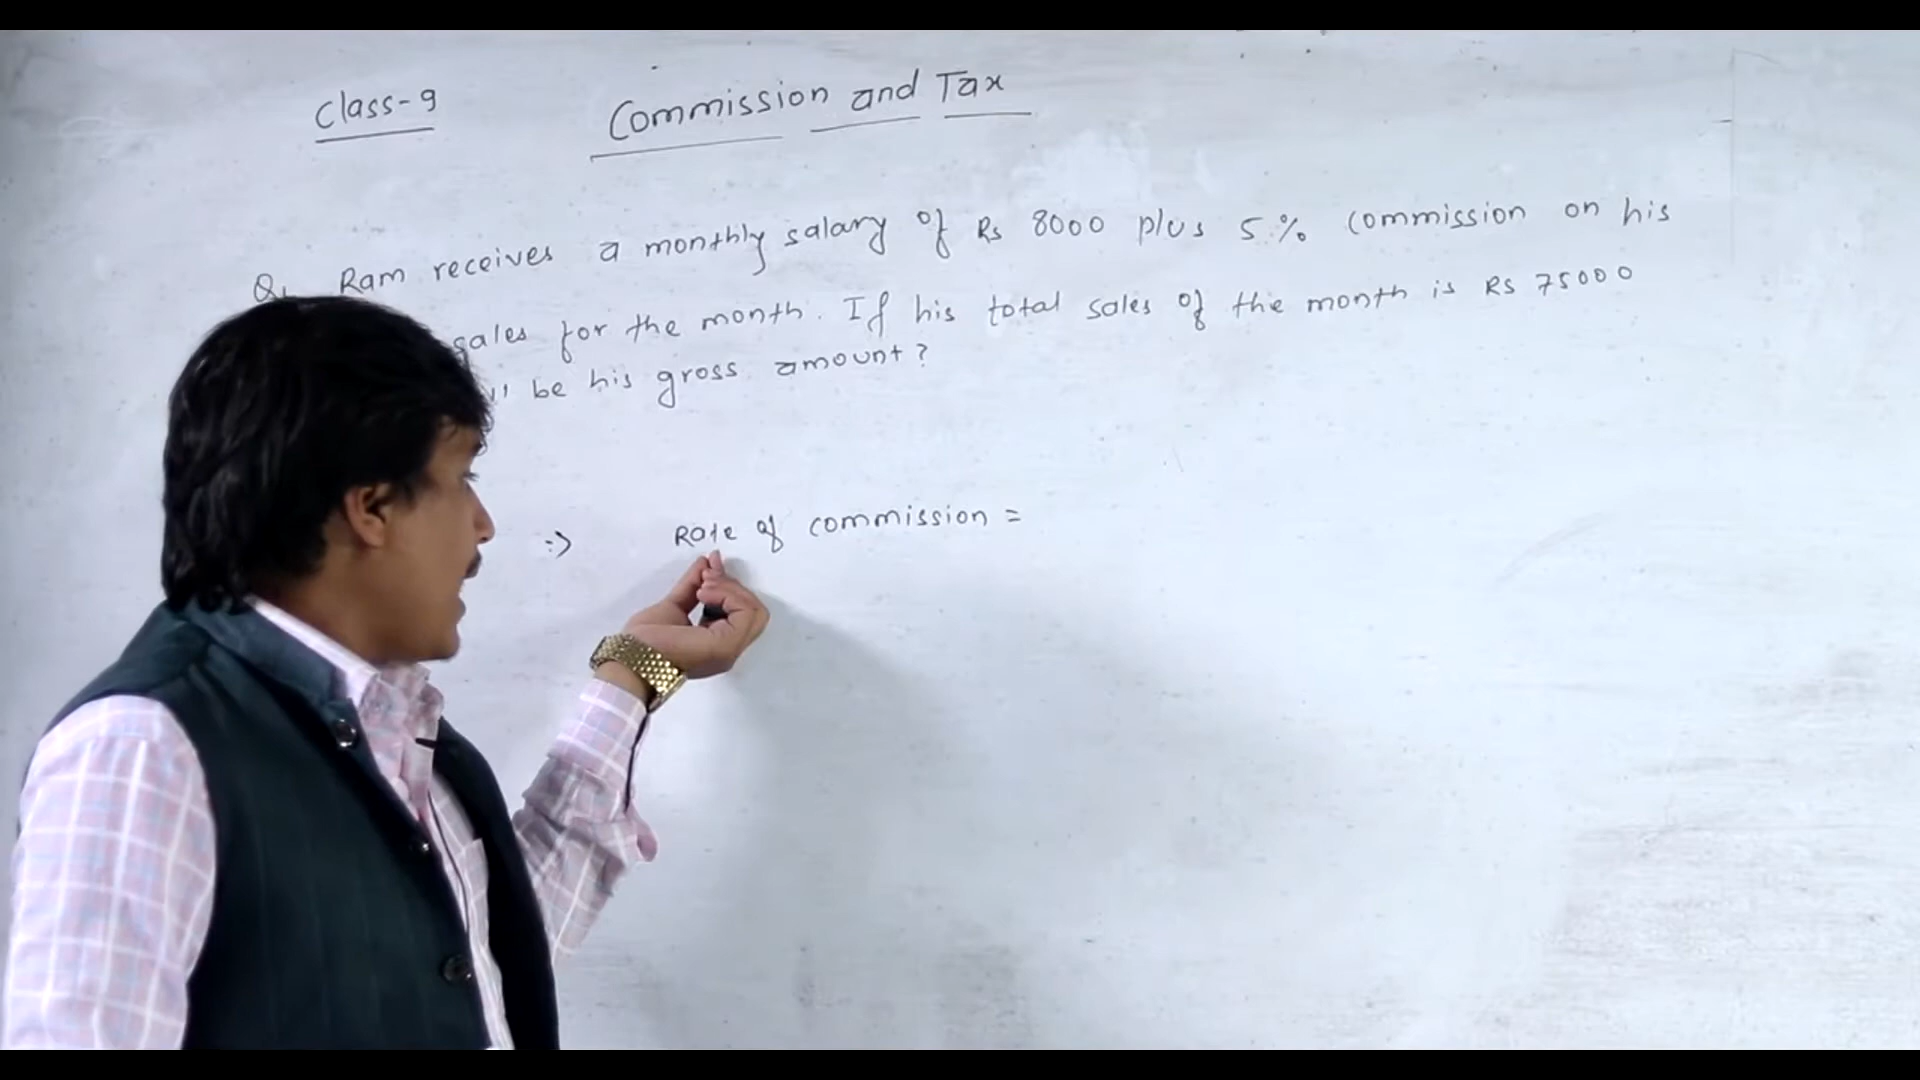 Class-9
Commission and Tax
Q. Ram receives a monthly salary of Rs 8000 plus 5% commission on his
sales for the month. If his total sales of the month is Rs 75000
be his gross amount?
=> Rate of commission =